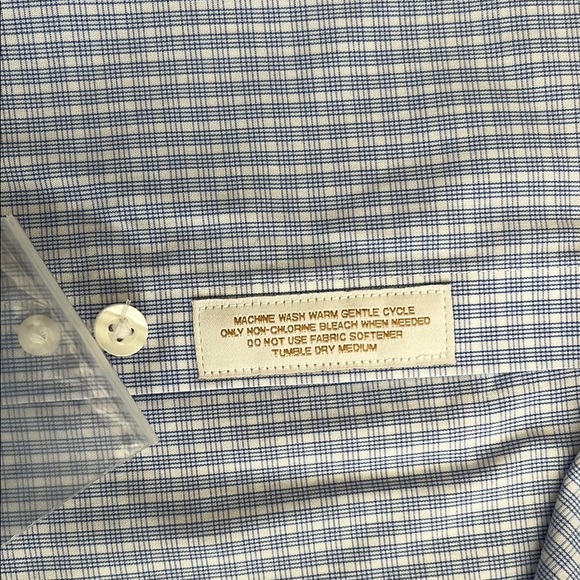 MACHINE WASH WARM GENTLE CYCLE
ONLY NON-CHLORINE BLEACH WHEN NEEDED
DO NOT USE FABRIC SOFTENER
TUMBLE DRY MEDIUM